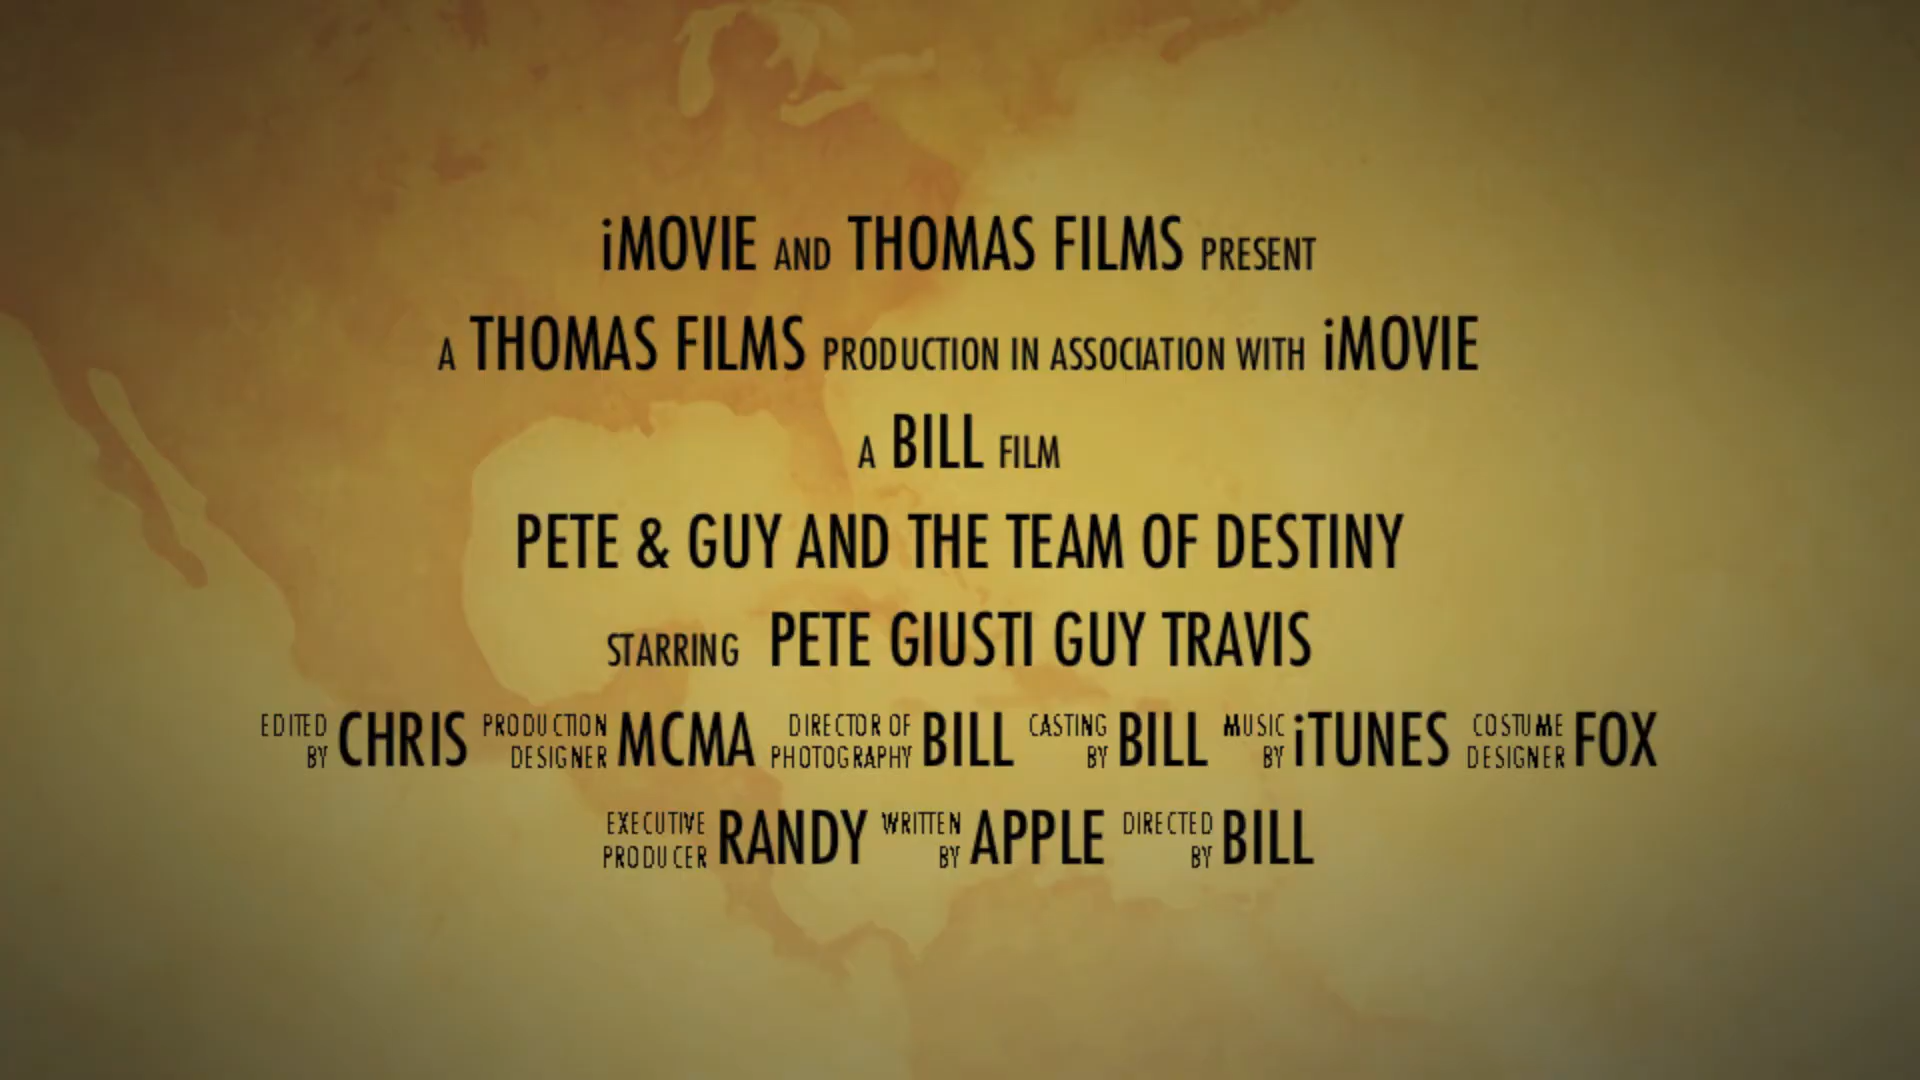 iMOVIE AND THOMAS FILMS PRESENT
A THOMAS FILMS PRODUCTION IN ASSOCIATION WITH iMOVIE
A BILL FILM
PETE & GUY AND THE TEAM OF DESTINY
STARRING PETE GIUSTI GUY TRAVIS
EDITED BY CHRIS PRODUCTION DESIGNER MCMA DIRECTOR OF PHOTOGRAPHY BILL CASTING BY BILL MUSIC BY iTUNES COSTUME DESIGNER FOX
EXECUTIVE PRODUCER RANDY WRITTEN BY APPLE DIRECTED BY BILL